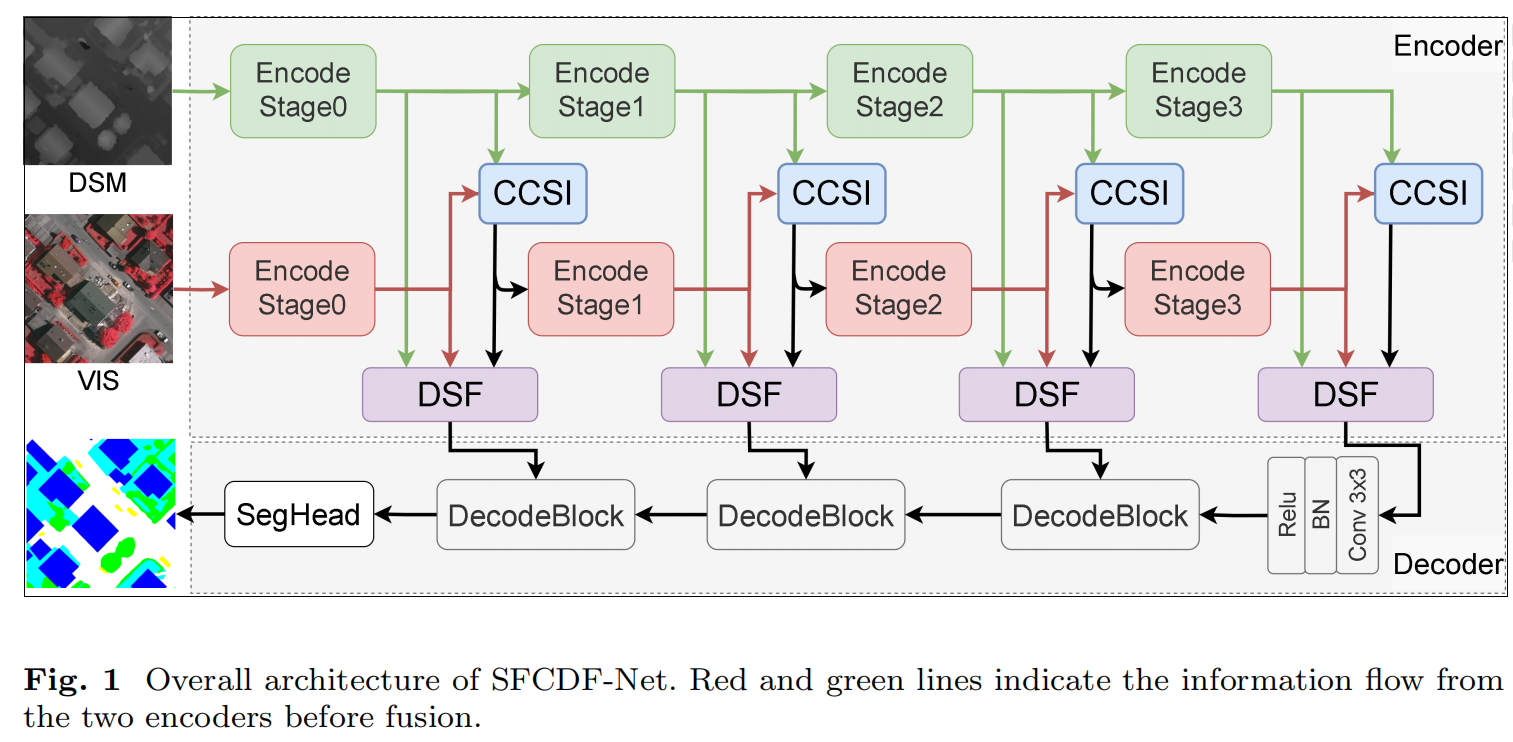 Encoder
Encode
Stage0
Encode
Stage1
Encode
Stage2
Encode
Stage3
DSM
CCSI
CCSI
CCSI
CCSI
Encode
Stage0
Encode
Stage1
Encode
Stage2
Encode
Stage3
VIS
DSF
DSF
DSF
DSF
SegHead
DecodeBlock
DecodeBlock
DecodeBlock
Relu
BN
Conv 3x3
Decoder
Fig. 1 Overall architecture of SFCDF-Net. Red and green lines indicate the information flow from
the two encoders before fusion.